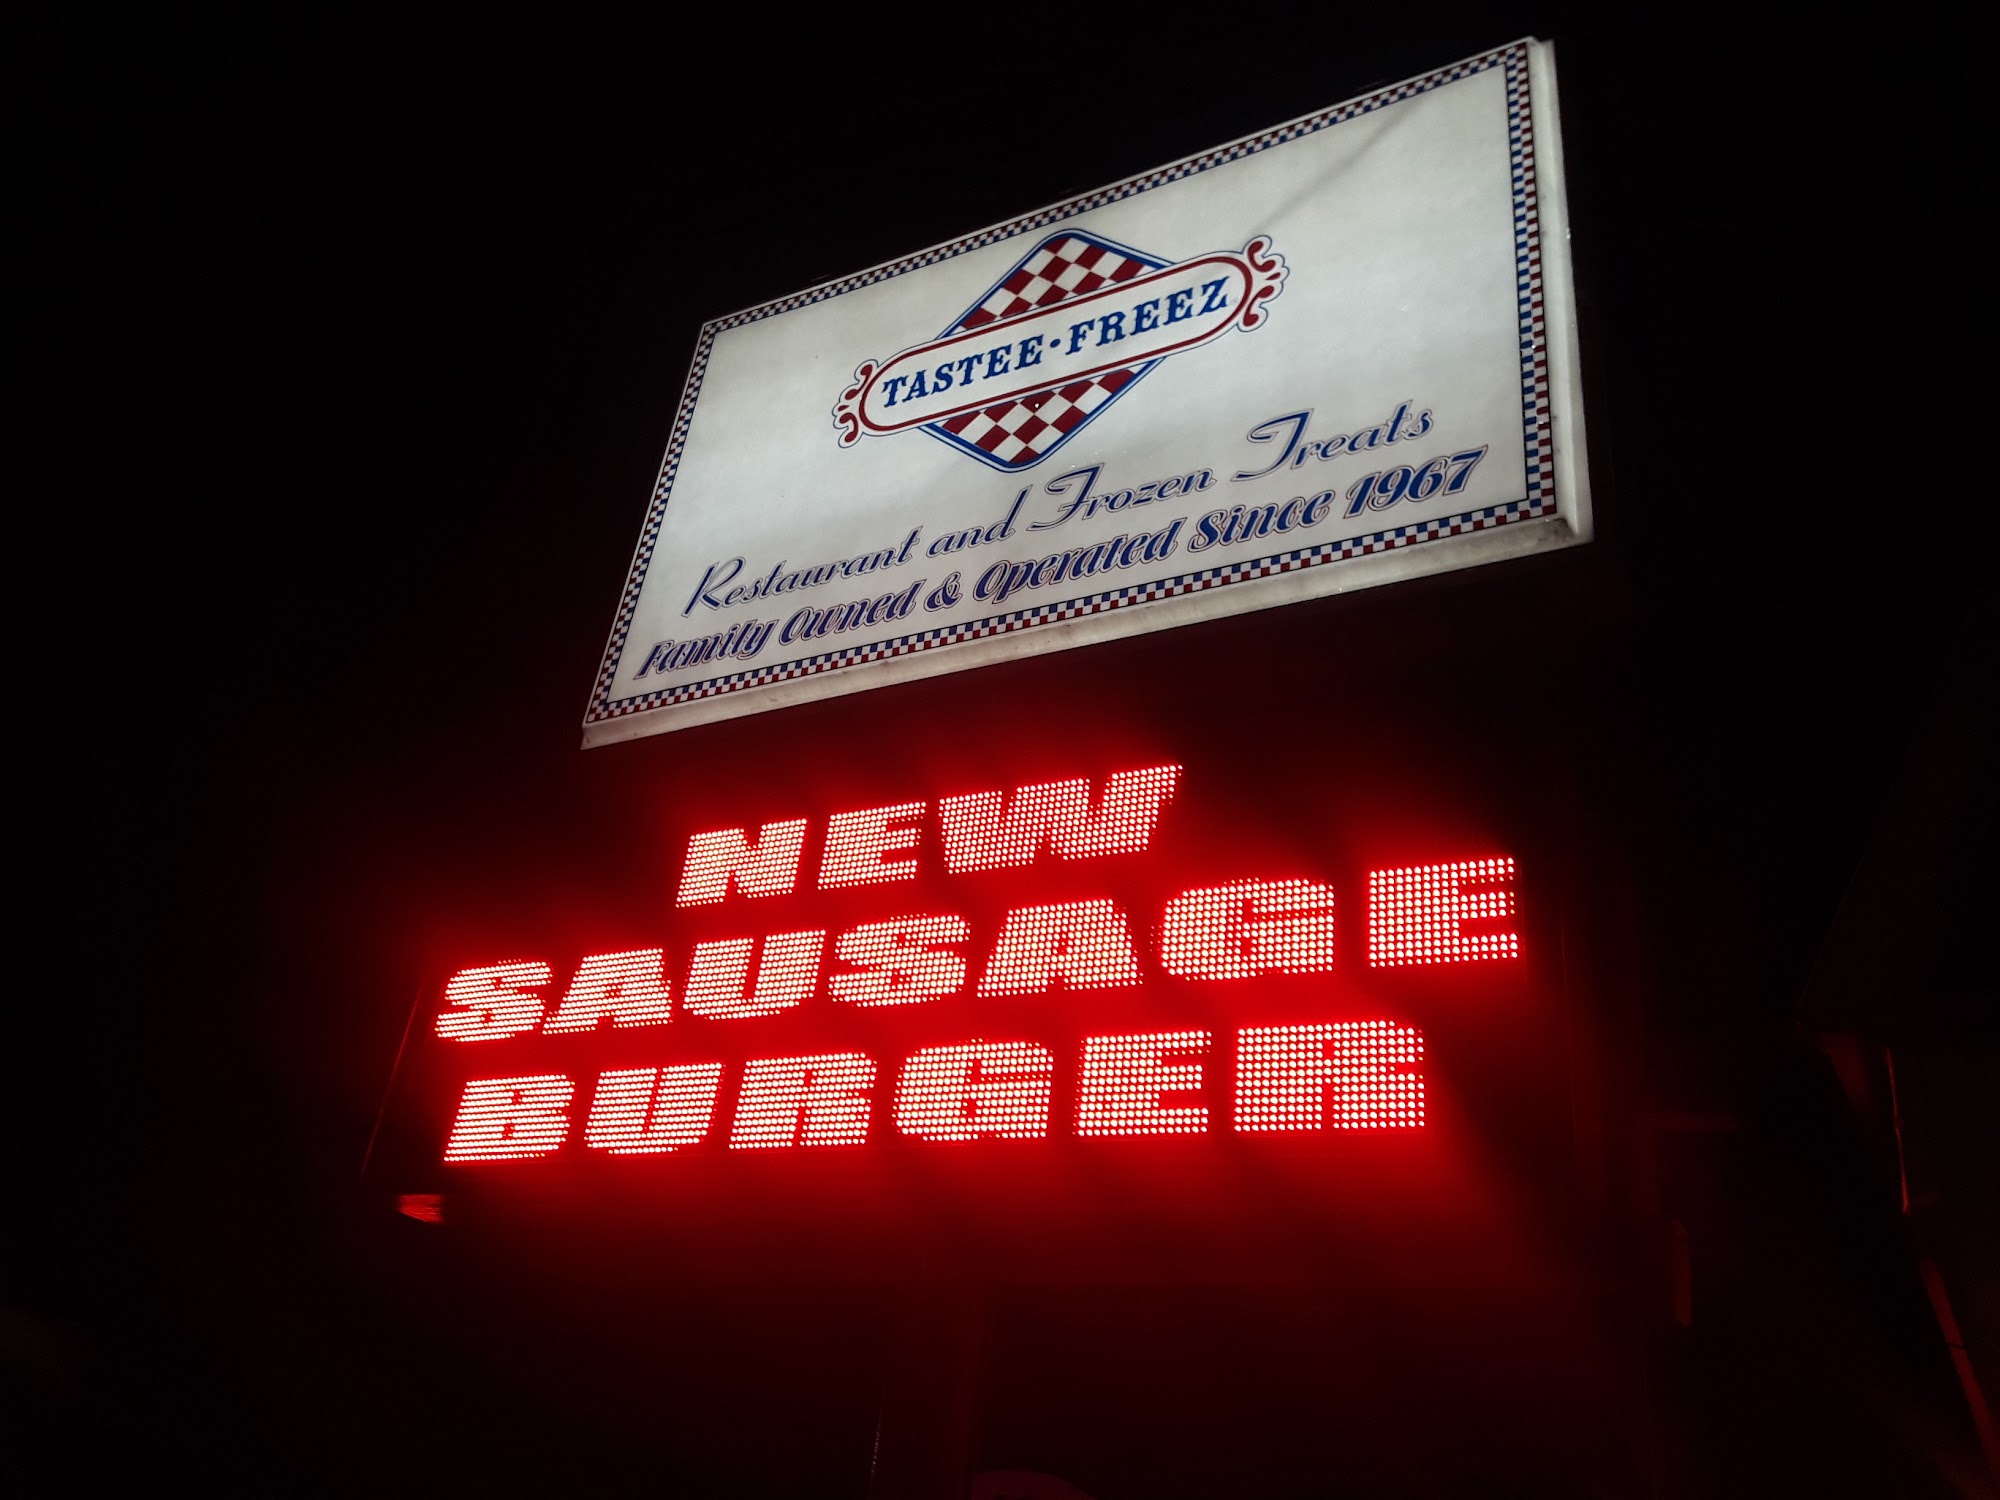 TASTEE·FREEZ
Restaurant and Frozen Treats
Family Owned & Operated Since 1967
NEW
SAUSAGE
BURGER